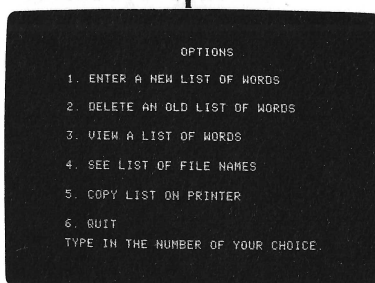 OPTIONS
1. ENTER A NEW LIST OF WORDS
2. DELETE AN OLD LIST OF WORDS
3. VIEW A LIST OF WORDS
4. SEE LIST OF FILE NAMES
5. COPY LIST ON PRINTER
6. QUIT
TYPE IN THE NUMBER OF YOUR CHOICE.